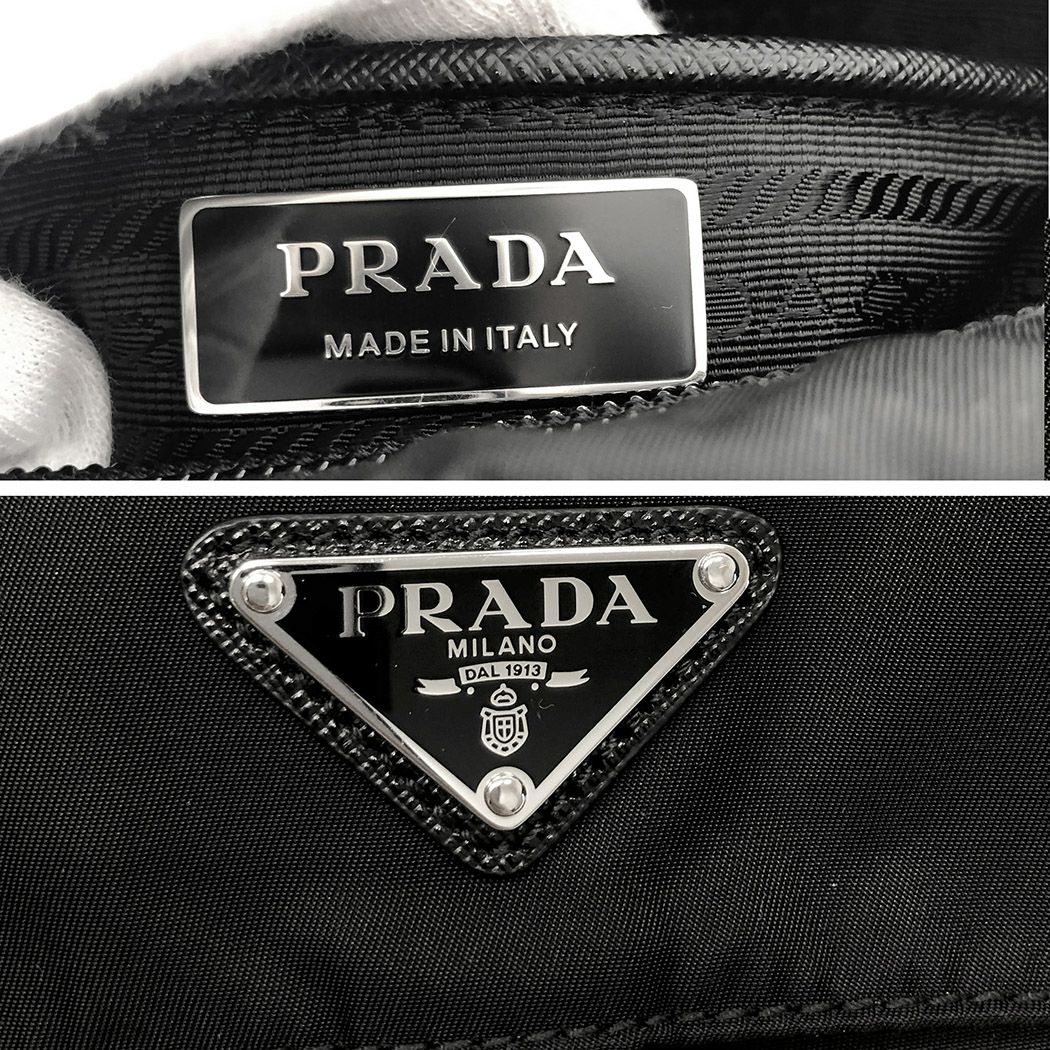 PRADA
MADE IN ITALY
PRADA
MILANO
DAL 1913